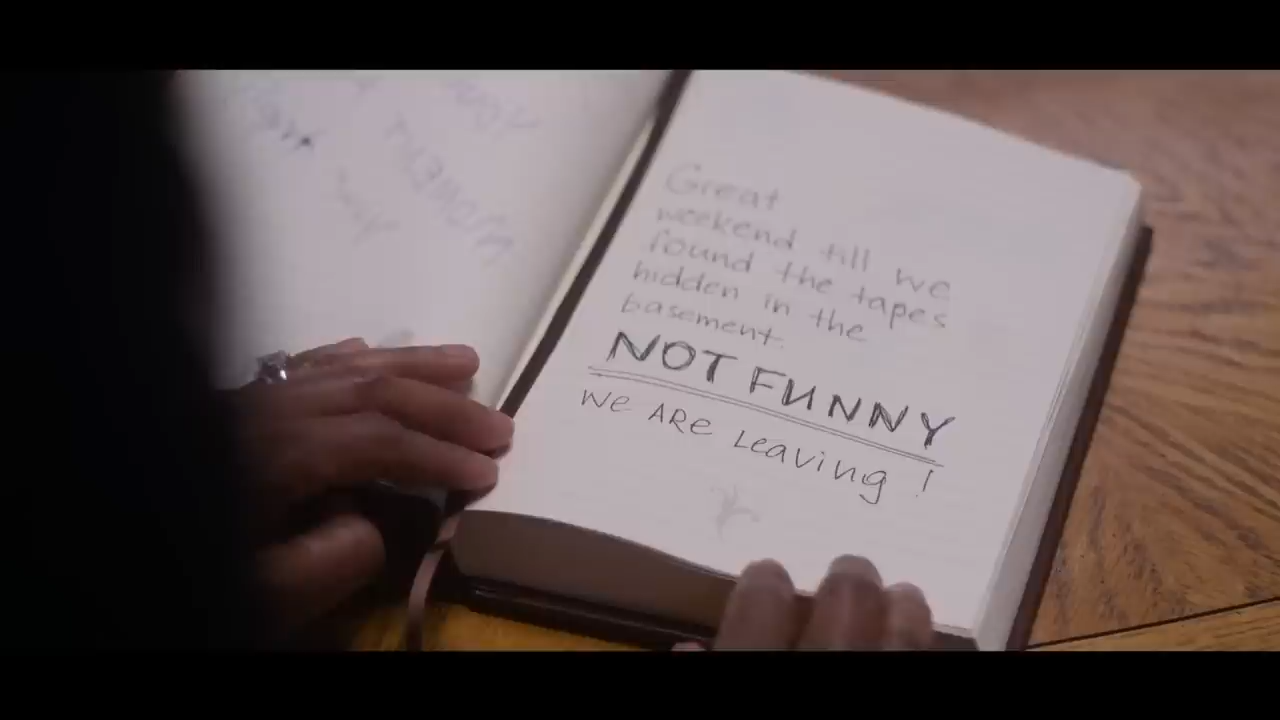 Great
weekend till we
found the tapes
hidden in the
basement.
NOT FUNNY
We ARe Leaving !